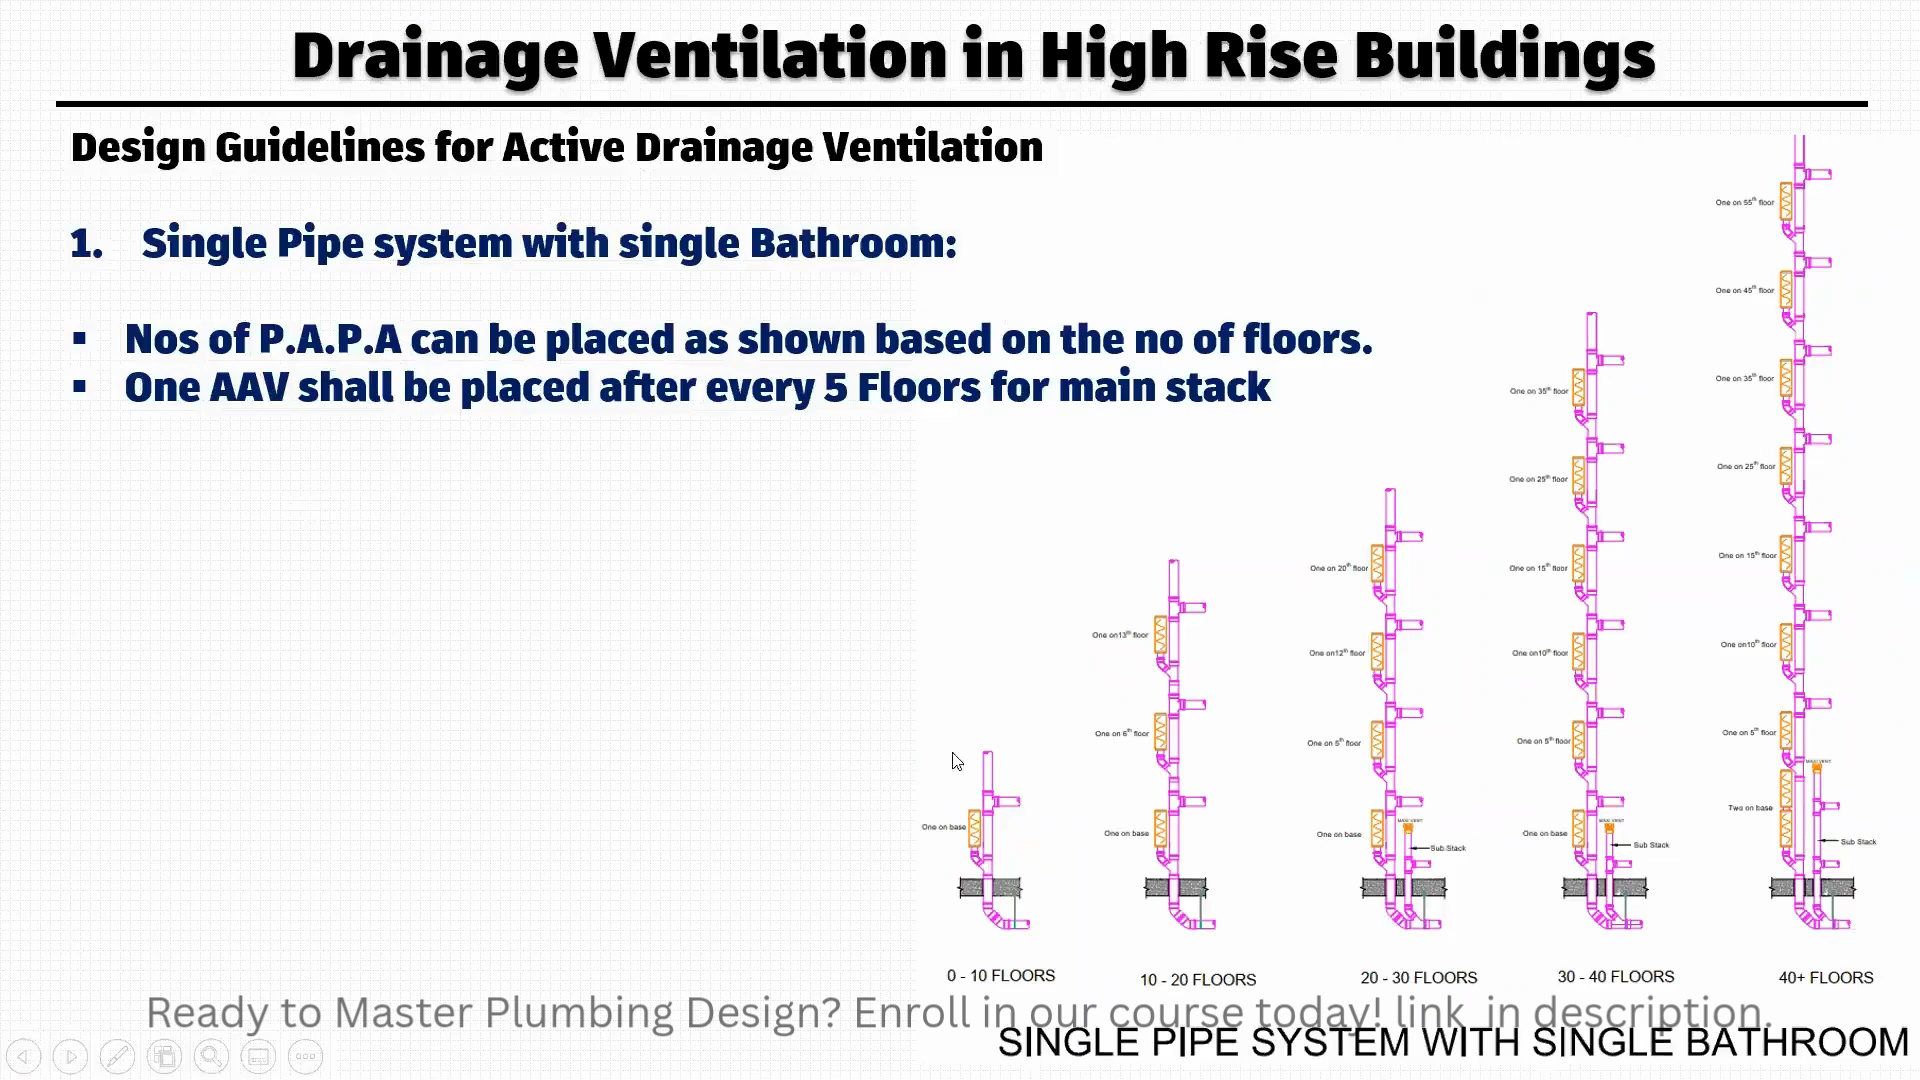 Drainage Ventilation in High Rise Buildings
Design Guidelines for Active Drainage Ventilation
1. Single Pipe system with single Bathroom:
▪ Nos of P.A.P.A can be placed as shown based on the no of floors.
▪ One AAV shall be placed after every 5 Floors for main stack
One on base
0 - 10 FLOORS
One on13th floor
One on 6th floor
One on base
10 - 20 FLOORS
One on 20th floor
One on12th floor
One on 5th floor
One on base
MAXI VENT
Sub Stack
20 - 30 FLOORS
One on 35th floor
One on 25th floor
One on 15th floor
One on10th floor
One on 5th floor
One on base
Sub Stack
30 - 40 FLOORS
One on 55th floor
One on 45th floor
One on 35th floor
One on 25th floor
One on 15th floor
One on10th floor
One on 5th floor
MAXI VENT
Two on base
Sub Stack
40+ FLOORS
Ready to Master Plumbing Design? Enroll in our course today! link in description.
SINGLE PIPE SYSTEM WITH SINGLE BATHROOM